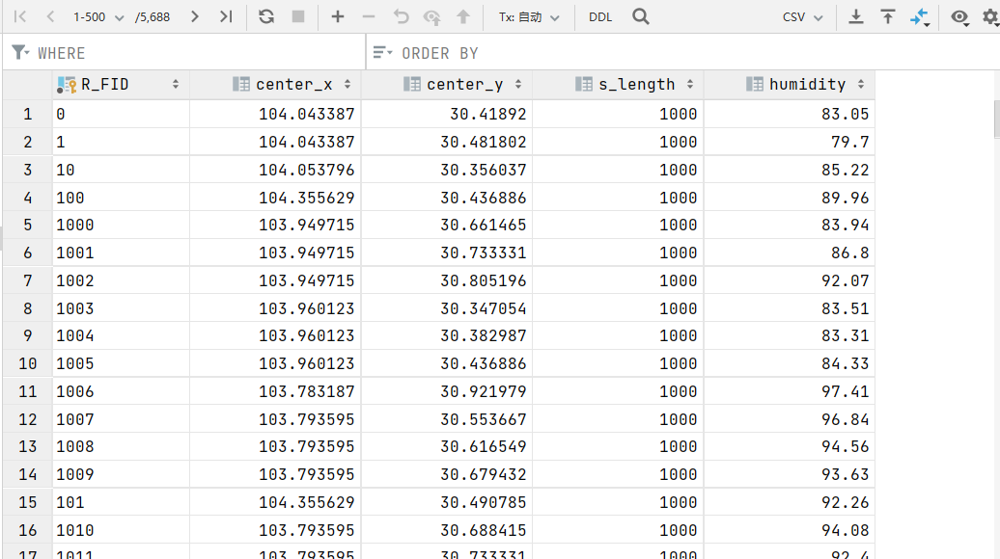 1-500 /5,688 Tx: 自动 DDL CSV
WHERE ORDER BY
R_FID center_x center_y s_length humidity
1 0 104.043387 30.41892 1000 83.05
2 1 104.043387 30.481802 1000 79.7
3 10 104.053796 30.356037 1000 85.22
4 100 104.355629 30.436886 1000 89.96
5 1000 103.949715 30.661465 1000 83.94
6 1001 103.949715 30.733331 1000 86.8
7 1002 103.949715 30.805196 1000 92.07
8 1003 103.960123 30.347054 1000 83.51
9 1004 103.960123 30.382987 1000 83.31
10 1005 103.960123 30.436886 1000 84.33
11 1006 103.783187 30.921979 1000 97.41
12 1007 103.793595 30.553667 1000 96.84
13 1008 103.793595 30.616549 1000 94.56
14 1009 103.793595 30.679432 1000 93.63
15 101 104.355629 30.490785 1000 92.26
16 1010 103.793595 30.688415 1000 94.08
17 1011 103.793595 30.733331 1000 92.4